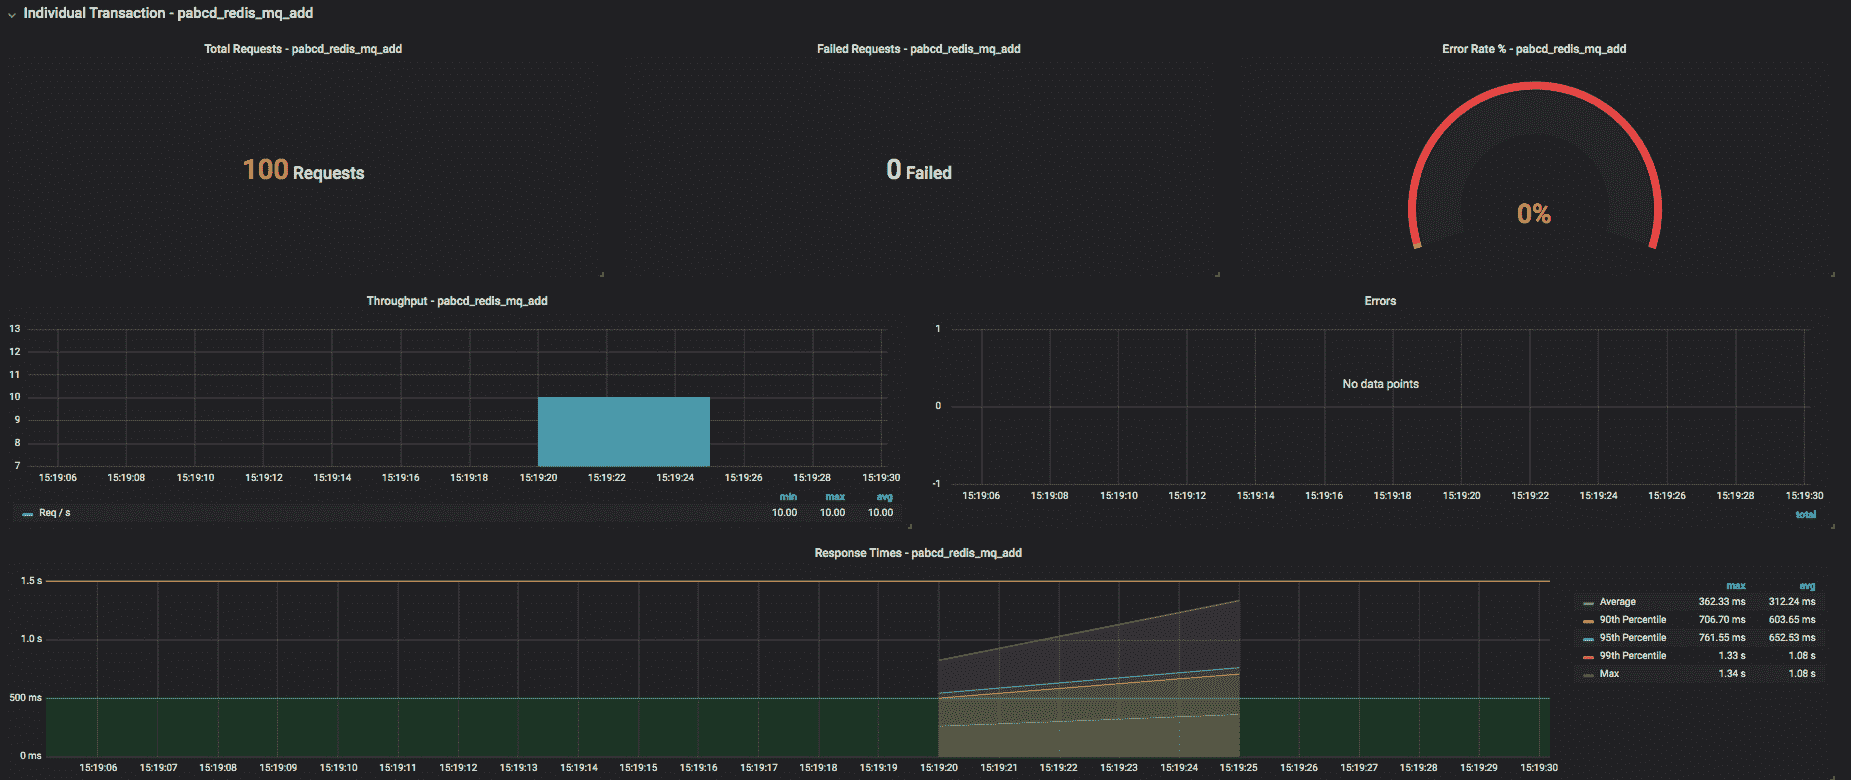 Individual Transaction - pabcd_redis_mq_add
Total Requests - pabcd_redis_mq_add
Failed Requests - pabcd_redis_mq_add
Error Rate % - pabcd_redis_mq_add
100 Requests
0 Failed
0%
Throughput - pabcd_redis_mq_add
13
12
11
10
9
8
7
15:19:06 15:19:08 15:19:10 15:19:12 15:19:14 15:19:16 15:19:18 15:19:20 15:19:22 15:19:24 15:19:26 15:19:28 15:19:30
min max avg
Req / s 10.00 10.00 10.00
Errors
1
No data points
0
-1
15:19:06 15:19:08 15:19:10 15:19:12 15:19:14 15:19:16 15:19:18 15:19:20 15:19:22 15:19:24 15:19:26 15:19:28 15:19:30
total
Response Times - pabcd_redis_mq_add
1.5 s
1.0 s
500 ms
0 ms
15:19:06 15:19:07 15:19:08 15:19:09 15:19:10 15:19:11 15:19:12 15:19:13 15:19:14 15:19:15 15:19:16 15:19:17 15:19:18 15:19:19 15:19:20 15:19:21 15:19:22 15:19:23 15:19:24 15:19:25 15:19:26 15:19:27 15:19:28 15:19:29 15:19:30
max avg
Average 362.33 ms 312.24 ms
90th Percentile 706.70 ms 603.65 ms
95th Percentile 761.55 ms 652.53 ms
99th Percentile 1.33 s 1.08 s
Max 1.34 s 1.08 s